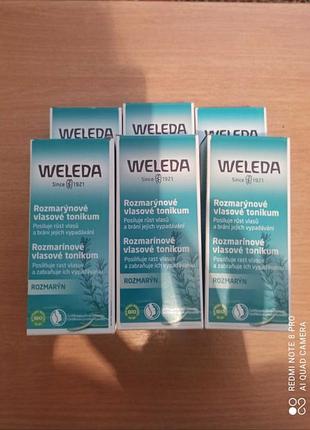 WELEDA
Since 1921
Rozmarýnové
vlasové tonikum
Posiluje růst vlasů
a brání jejich vypadávání
Rozmarínové
vlasové tonikum
Posilňuje rast vlasov
a zabraňuje ich vypadávaniu
ROZMARÝN
WELEDA
Since 1921
Rozmarýnové
vlasové tonikum
Posiluje růst vlasů
a brání jejich vypadávání
Rozmarínové
vlasové tonikum
Posilňuje rast vlasov
a zabraňuje ich vypadávaniu
ROZMARÝN
BIO
WELEDA
Since 1921
Rozmarýnové
vlasové tonikum
Posiluje růst vlasů
a brání jejich vypadávání
Rozmarínové
vlasové tonikum
Posilňuje rast vlasov
a zabraňuje ich vypadávaniu
ROZMARÝN
BIO
REDMI NOTE 8 PRO
AI QUAD CAMERA